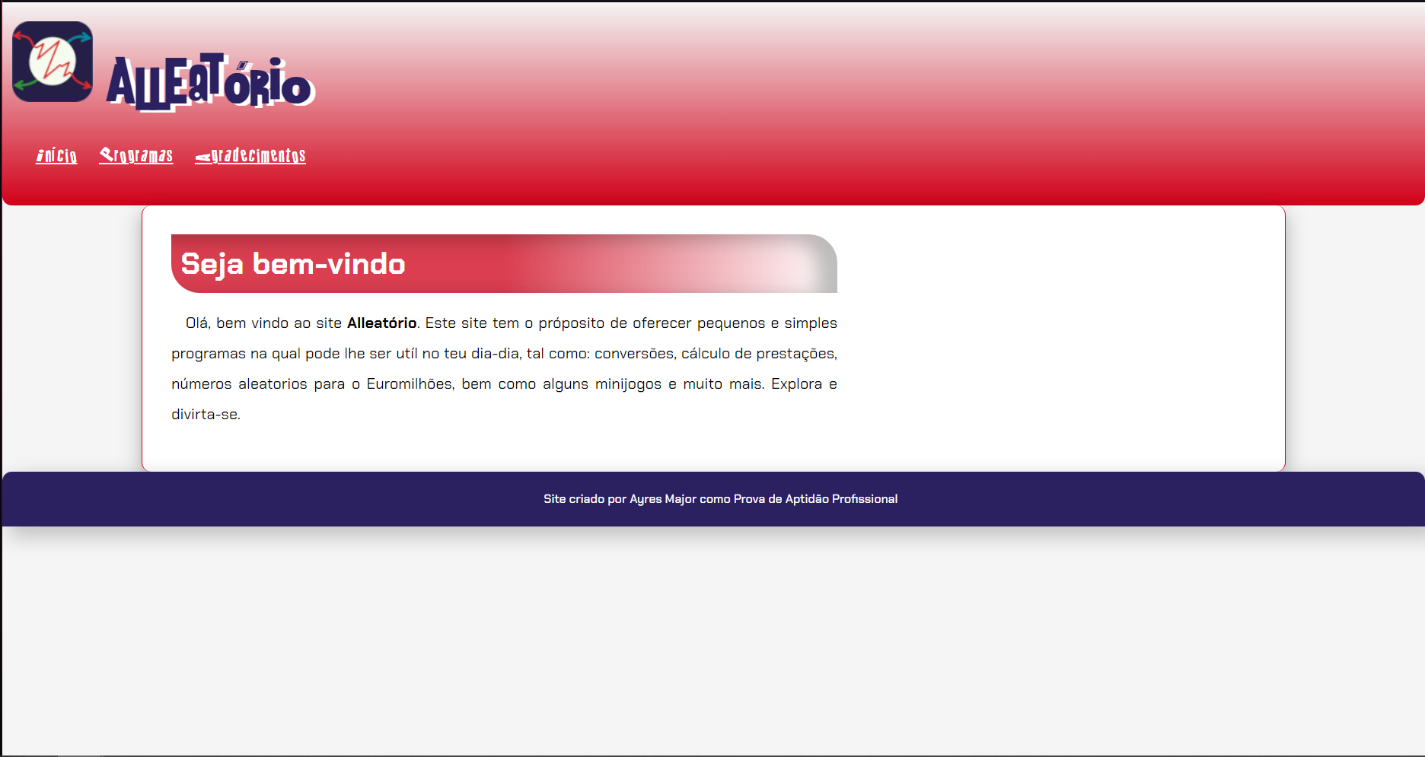 Alleatório
início Programas Agradecimentos
Seja bem-vindo
Olá, bem vindo ao site Alleatório. Este site tem o próposito de oferecer pequenos e simples
programas na qual pode lhe ser utíl no teu dia-dia, tal como: conversões, cálculo de prestações,
números aleatorios para o Euromilhões, bem como alguns minijogos e muito mais. Explora e
divirta-se.
Site criado por Ayres Major como Prova de Aptidão Profissional